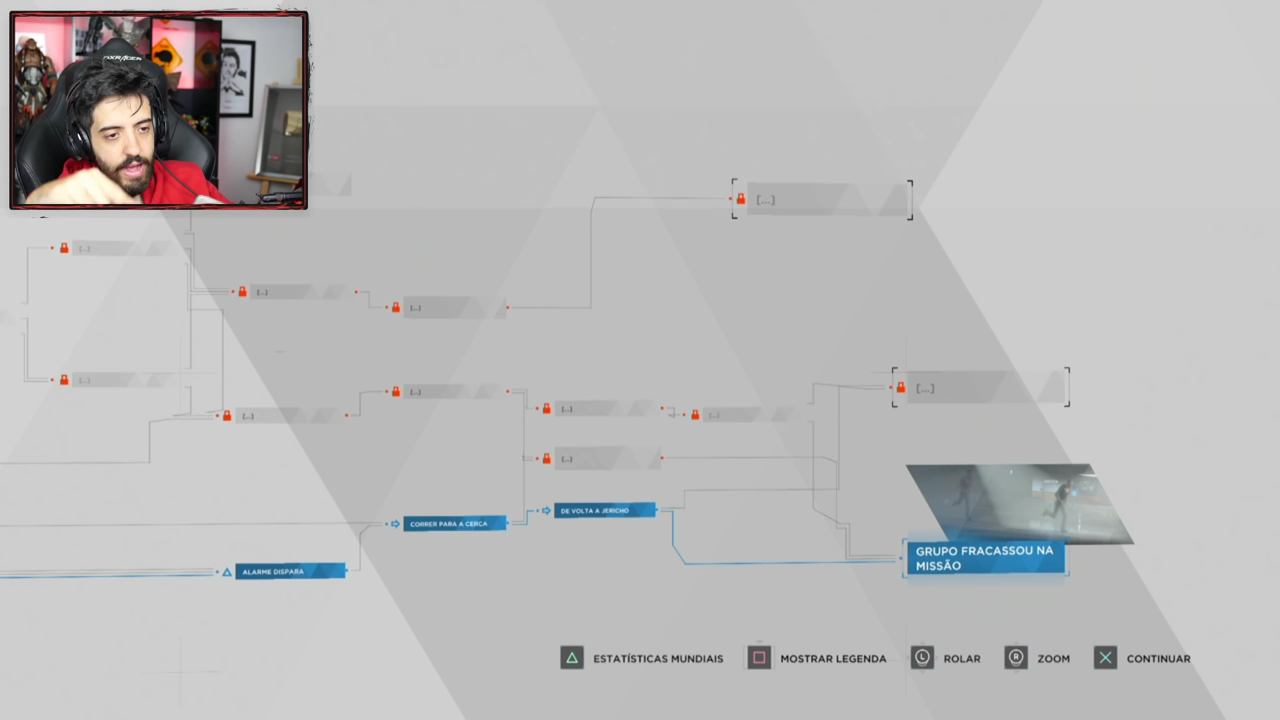 [...]
[...]
[...]
[...]
[...]
[...]
[...]
[...]
[...]
[...]
[...]
DE VOLTA A JERICHO
CORRER PARA A CERCA
GRUPO FRACASSOU NA
MISSÃO
ALARME DISPARA
ESTATÍSTICAS MUNDIAIS
MOSTRAR LEGENDA
L
ROLAR
R
ZOOM
CONTINUAR